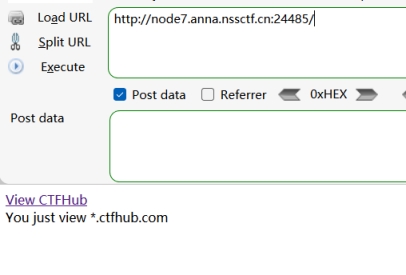 Load URL
http://node7.anna.nssctf.cn:24485/
Split URL
Execute
Post data
Referrer
0xHEX
Post data
View CTFHub
You just view *.ctfhub.com